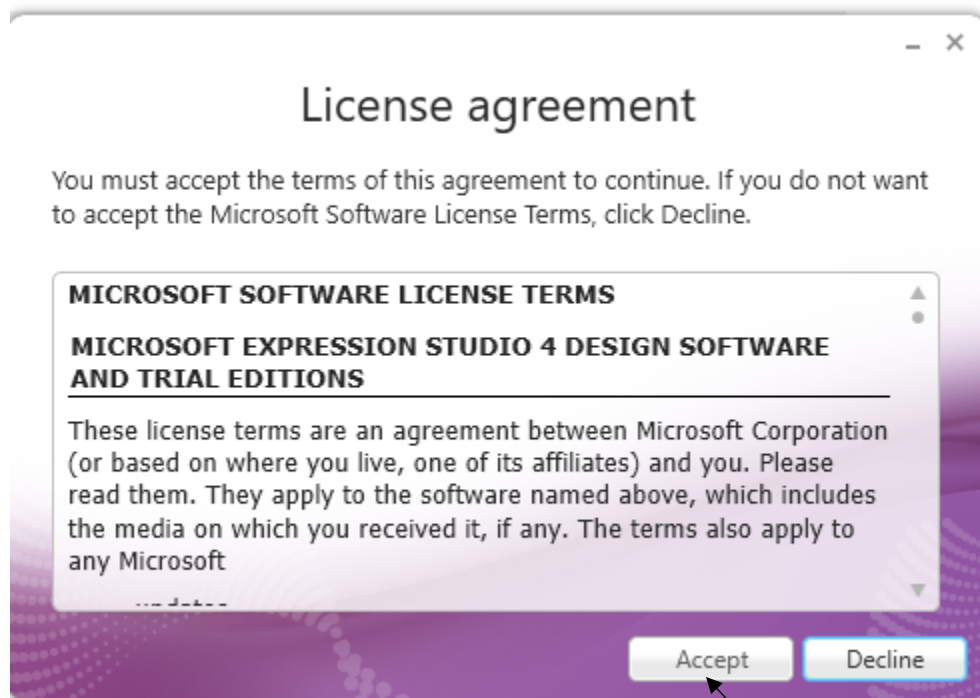 License agreement
You must accept the terms of this agreement to continue. If you do not want
to accept the Microsoft Software License Terms, click Decline.
MICROSOFT SOFTWARE LICENSE TERMS
MICROSOFT EXPRESSION STUDIO 4 DESIGN SOFTWARE
AND TRIAL EDITIONS
These license terms are an agreement between Microsoft Corporation
(or based on where you live, one of its affiliates) and you. Please
read them. They apply to the software named above, which includes
the media on which you received it, if any. The terms also apply to
any Microsoft
Accept Decline